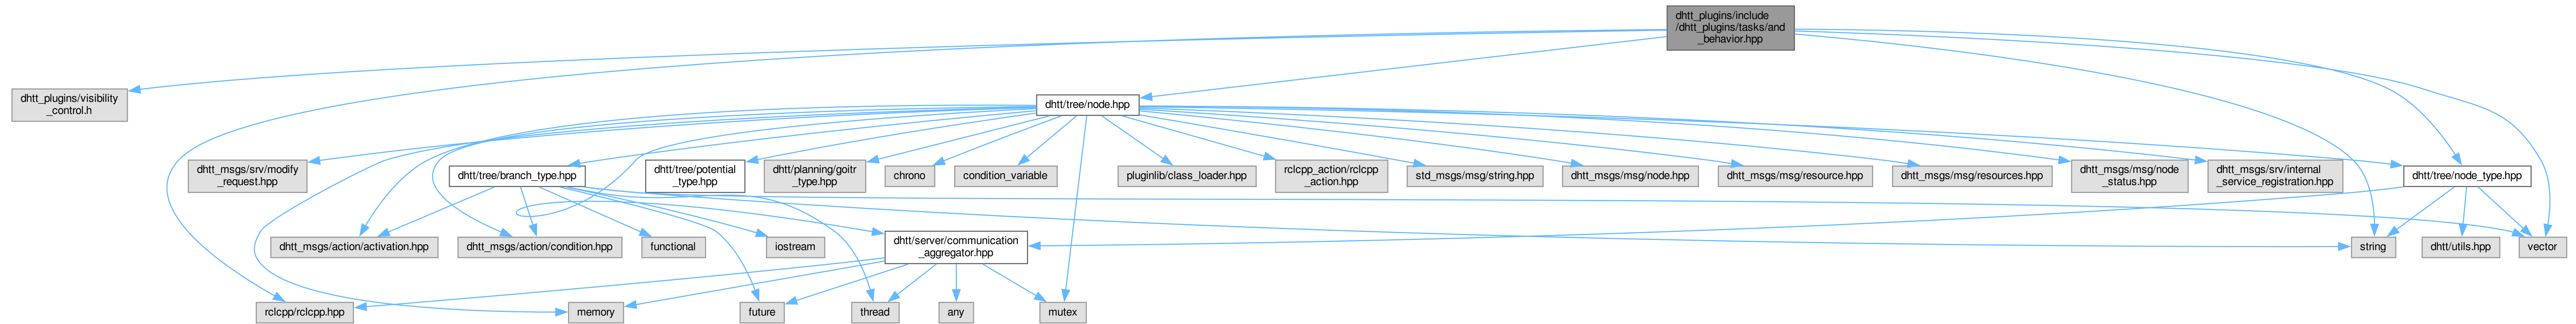 dhtt_plugins/include
/dhtt_plugins/tasks/and
_behavior.hpp
dhtt_plugins/visibility
_control.h
dhtt/tree/node.hpp
dhtt_msgs/srv/modify
_request.hpp
dhtt/tree/branch_type.hpp
dhtt/tree/potential
_type.hpp
dhtt/planning/goitr
_type.hpp
chrono
condition_variable
pluginlib/class_loader.hpp
rclcpp_action/rclcpp
_action.hpp
std_msgs/msg/string.hpp
dhtt_msgs/msg/node.hpp
dhtt_msgs/msg/resource.hpp
dhtt_msgs/msg/resources.hpp
dhtt_msgs/msg/node
_status.hpp
dhtt_msgs/srv/internal
_service_registration.hpp
dhtt/tree/node_type.hpp
dhtt_msgs/action/activation.hpp
dhtt_msgs/action/condition.hpp
functional
iostream
dhtt/server/communication
_aggregator.hpp
string
dhtt/utils.hpp
vector
rclcpp/rclcpp.hpp
memory
future
thread
any
mutex